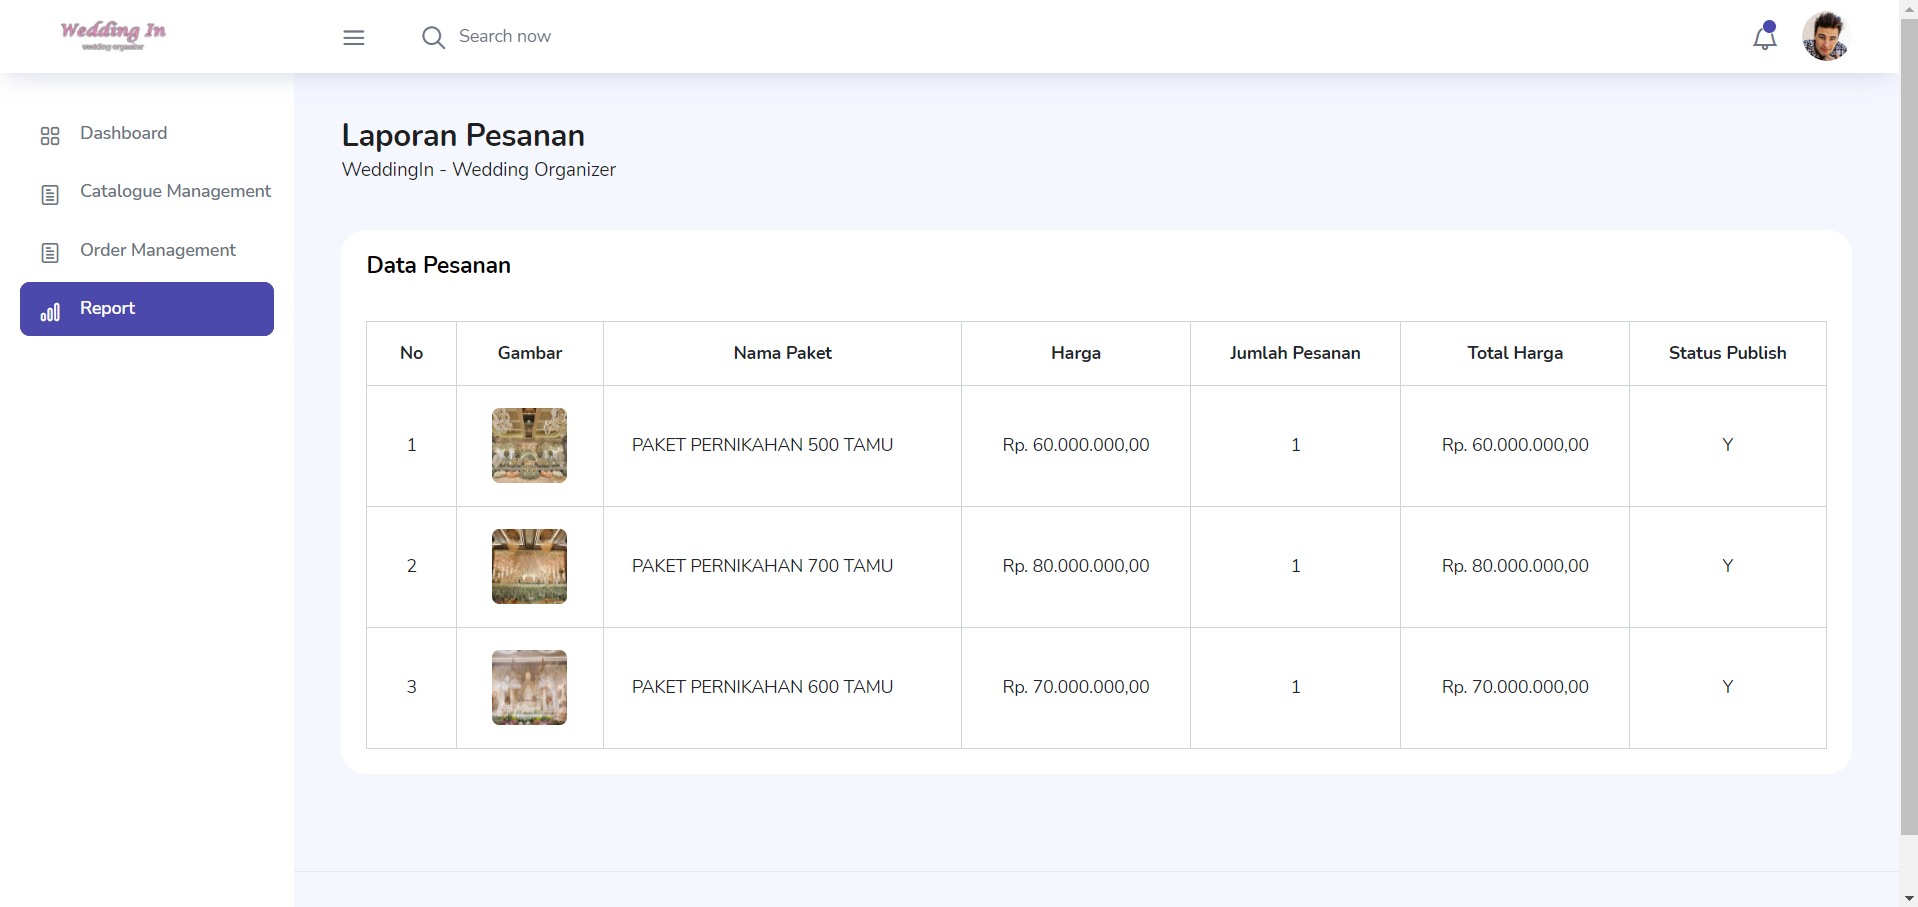 Wedding In
wedding organizer
Search now
Dashboard
Catalogue Management
Order Management
Report
Laporan Pesanan
WeddingIn - Wedding Organizer
Data Pesanan
No Gambar Nama Paket Harga Jumlah Pesanan Total Harga Status Publish
1 PAKET PERNIKAHAN 500 TAMU Rp. 60.000.000,00 1 Rp. 60.000.000,00 Y
2 PAKET PERNIKAHAN 700 TAMU Rp. 80.000.000,00 1 Rp. 80.000.000,00 Y
3 PAKET PERNIKAHAN 600 TAMU Rp. 70.000.000,00 1 Rp. 70.000.000,00 Y